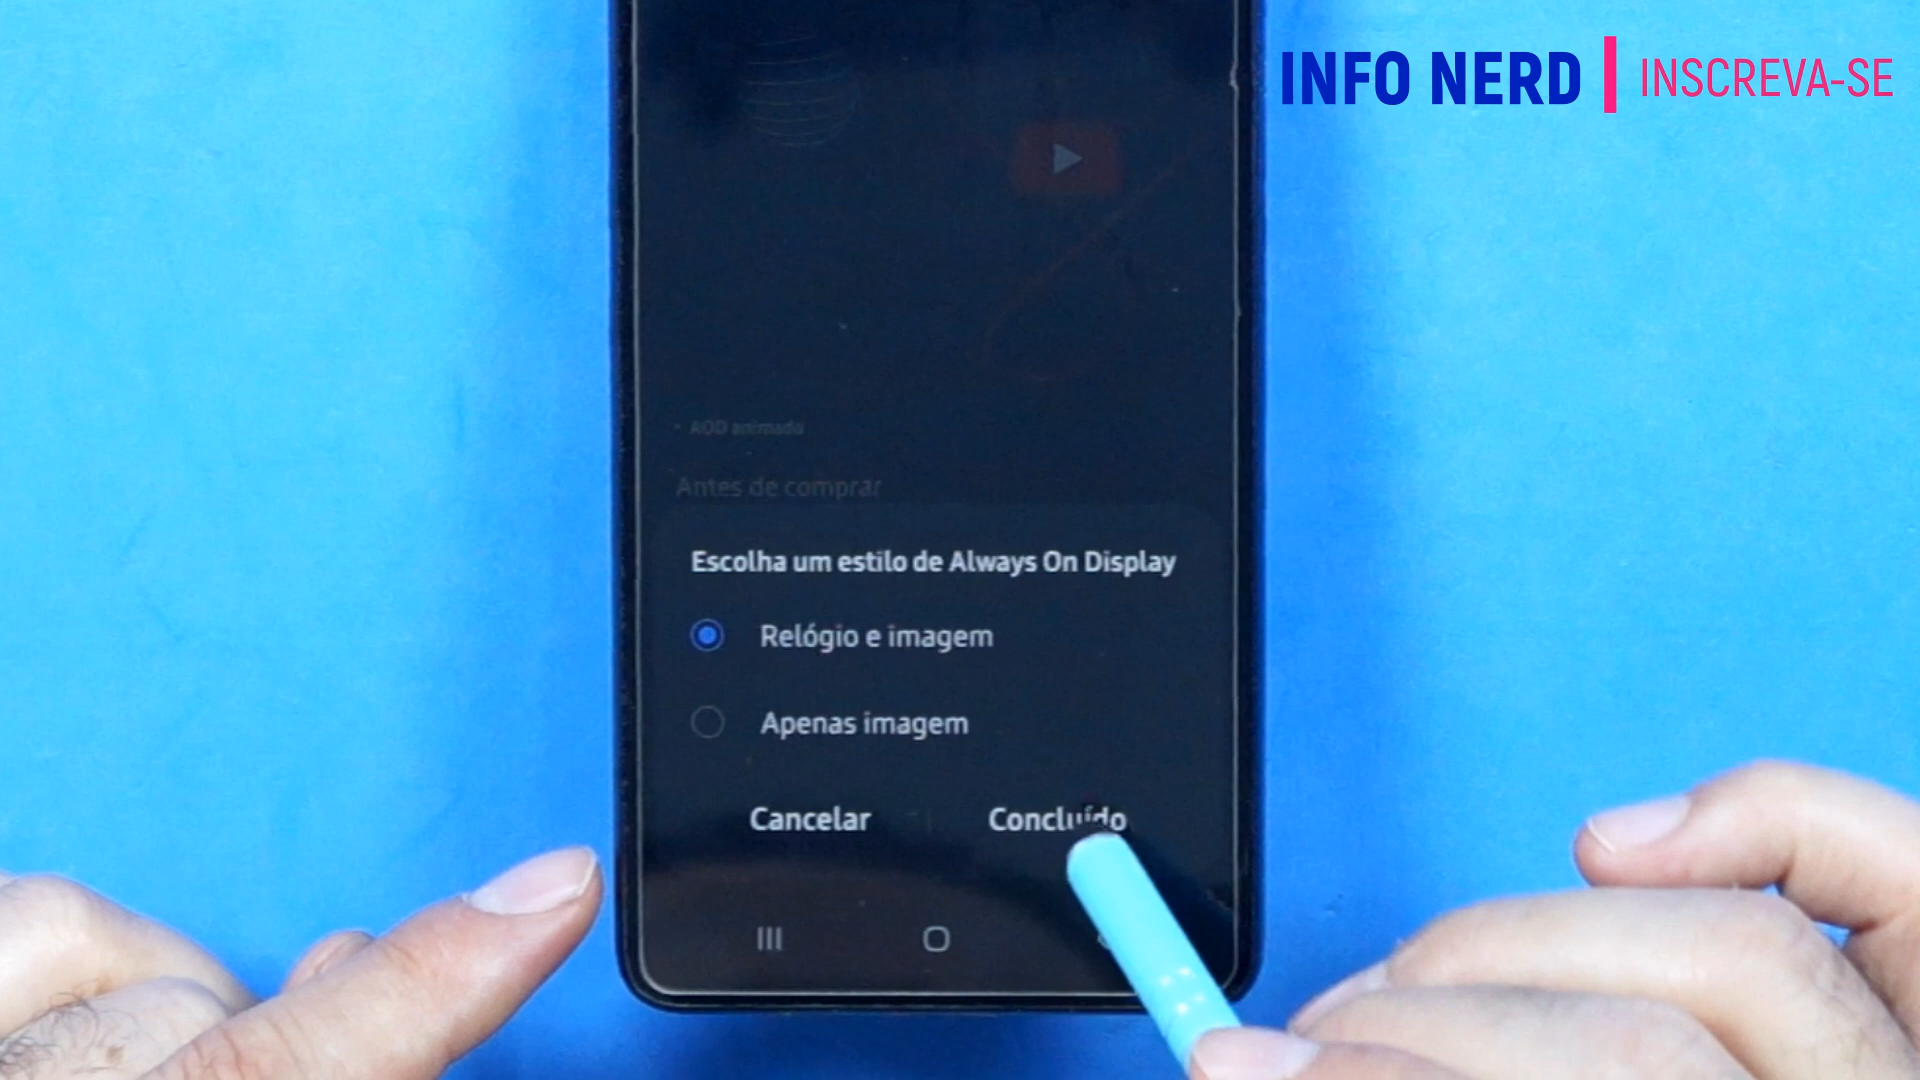 INFO NERD | INSCREVA-SE
AOD animado
Antes de comprar
Escolha um estilo de Always On Display
Relógio e imagem
Apenas imagem
Cancelar
Concluído